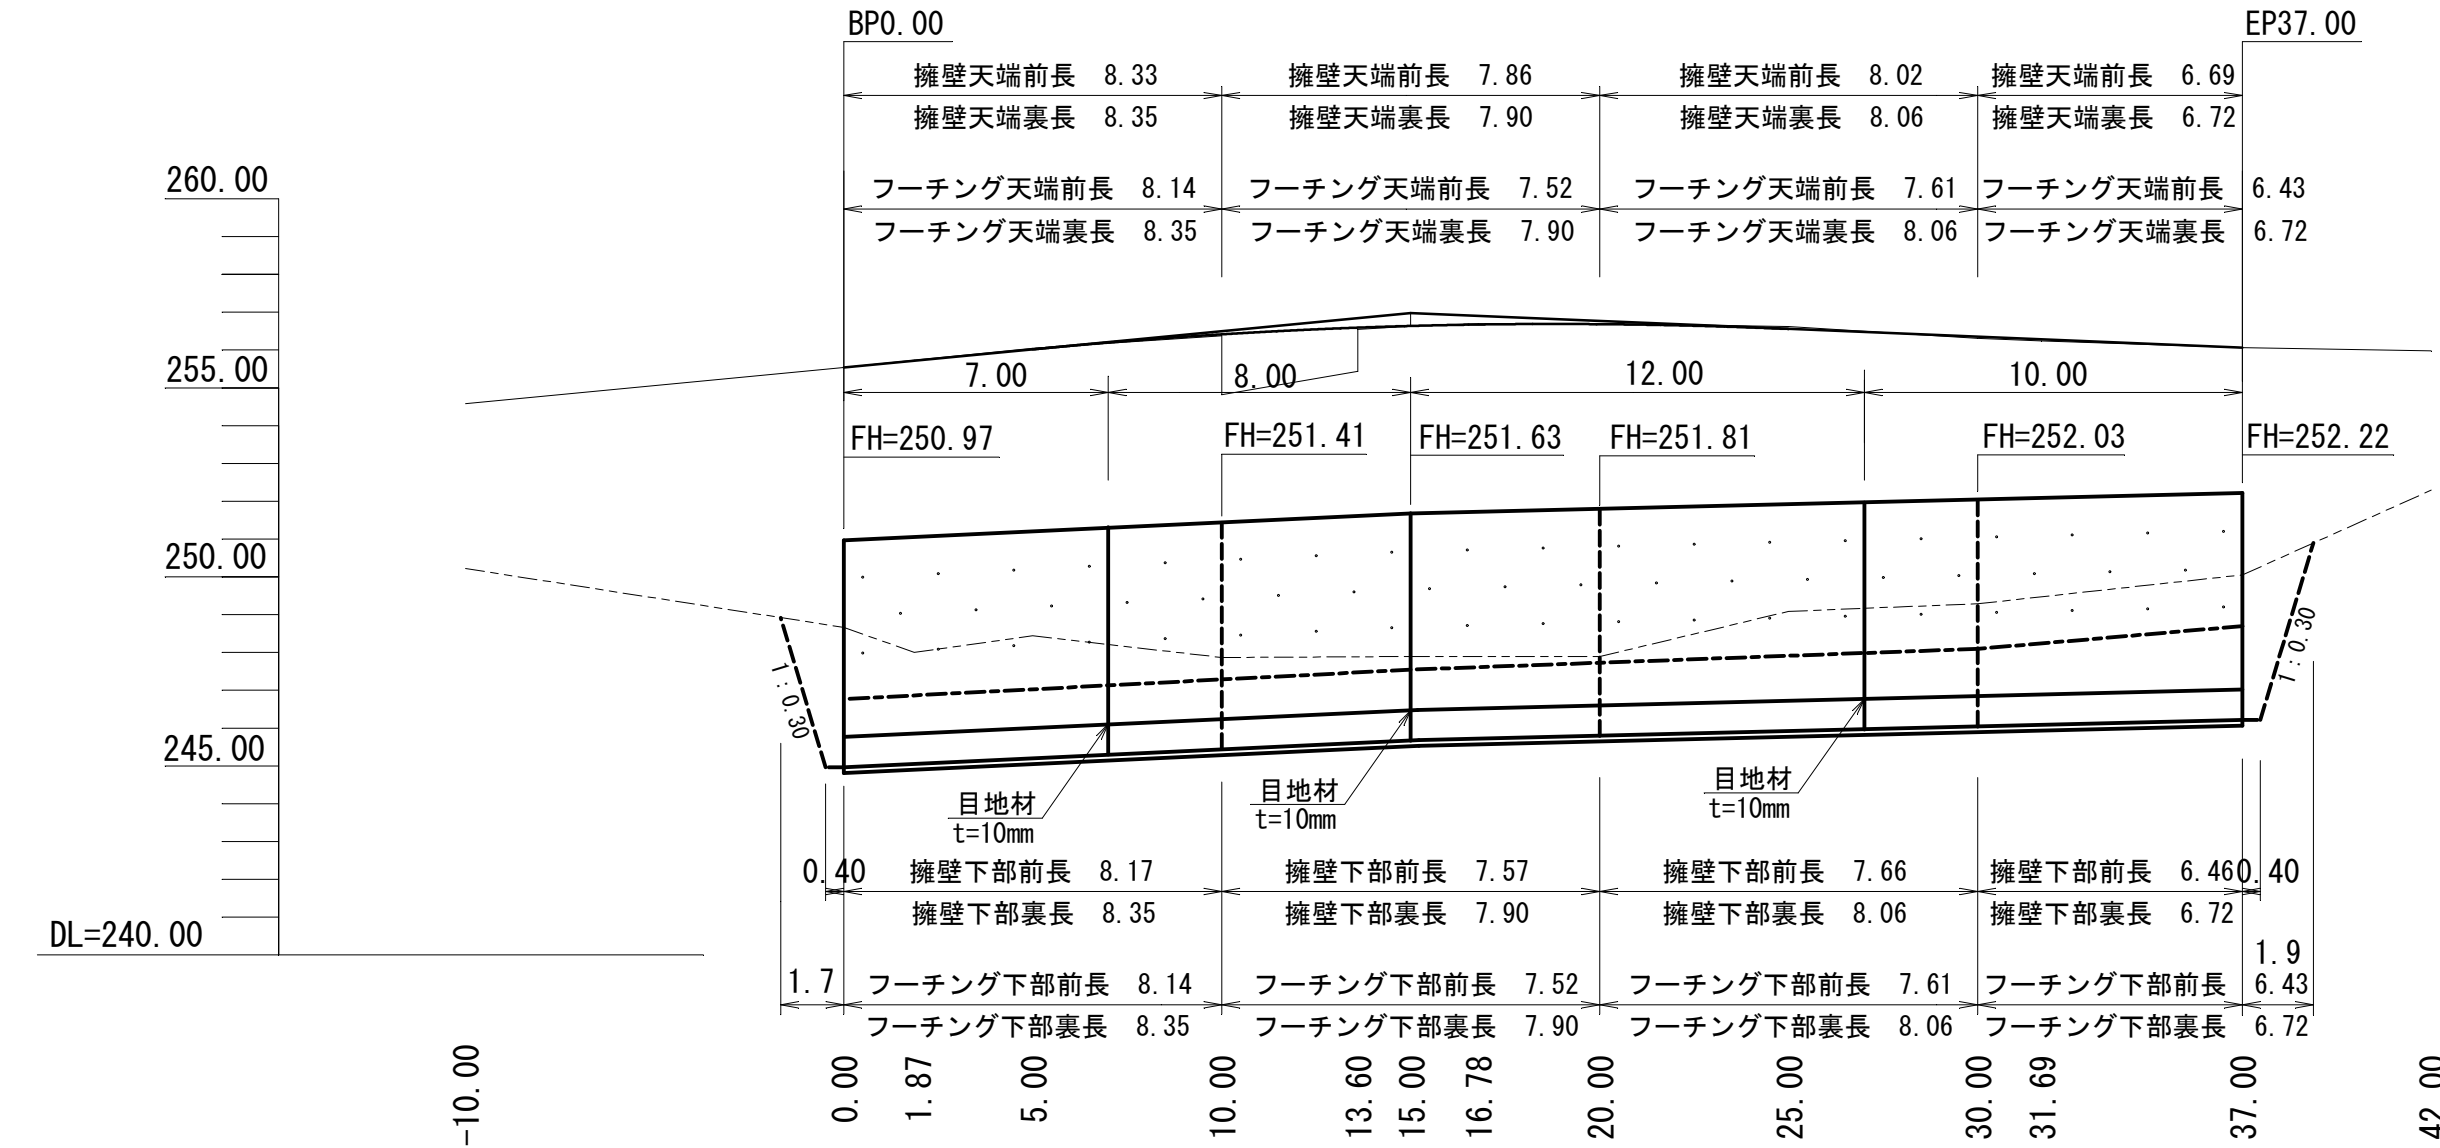 BP0.00
EP37.00
擁壁天端前長 8.33
擁壁天端前長 7.86
擁壁天端前長 8.02
擁壁天端前長 6.69
擁壁天端裏長 8.35
擁壁天端裏長 7.90
擁壁天端裏長 8.06
擁壁天端裏長 6.72
260.00
フーチング天端前長 8.14
フーチング天端前長 7.52
フーチング天端前長 7.61
フーチング天端前長 6.43
フーチング天端裏長 8.35
フーチング天端裏長 7.90
フーチング天端裏長 8.06
フーチング天端裏長 6.72
255.00
7.00
8.00
12.00
10.00
FH=250.97
FH=251.41
FH=251.63
FH=251.81
FH=252.03
FH=252.22
250.00
1:0.30
1:0.30
245.00
目地材
t=10mm
目地材
t=10mm
目地材
t=10mm
0.40
擁壁下部前長 8.17
擁壁下部前長 7.57
擁壁下部前長 7.66
擁壁下部前長 6.46
0.40
擁壁下部裏長 8.35
擁壁下部裏長 7.90
擁壁下部裏長 8.06
擁壁下部裏長 6.72
DL=240.00
1.7
1.9
フーチング下部前長 8.14
フーチング下部前長 7.52
フーチング下部前長 7.61
フーチング下部前長 6.43
フーチング下部裏長 8.35
フーチング下部裏長 7.90
フーチング下部裏長 8.06
フーチング下部裏長 6.72
-10.00
0.00
1.87
5.00
10.00
13.60
15.00
16.78
20.00
25.00
30.00
31.69
37.00
42.00